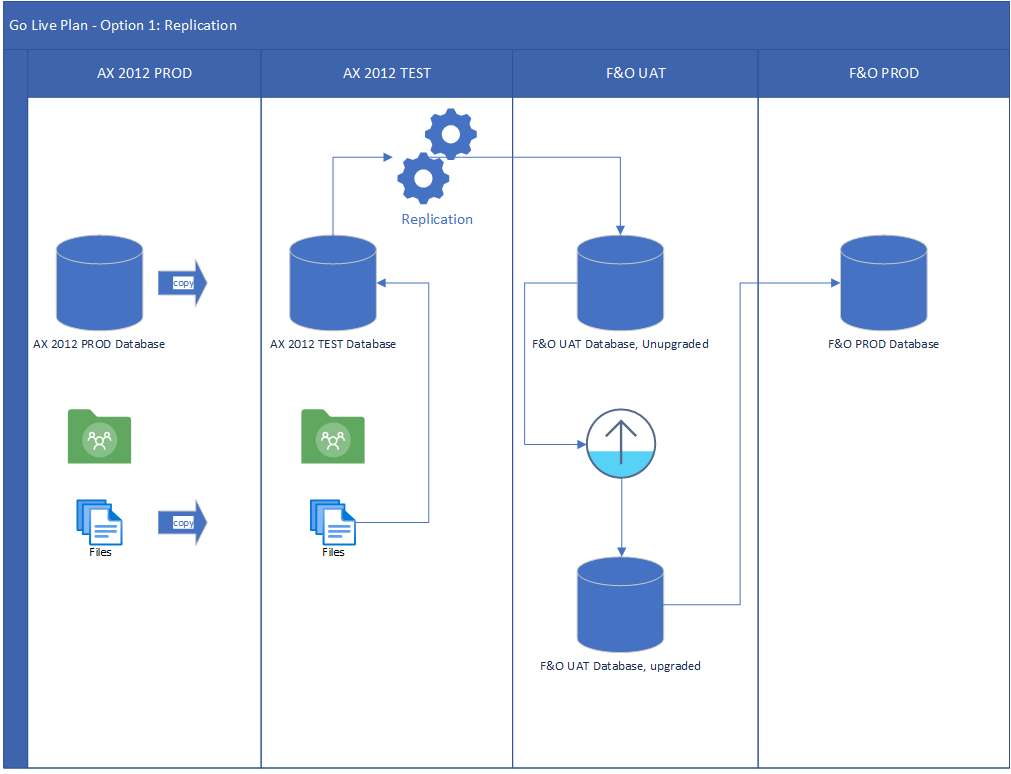 Go Live Plan - Option 1: Replication
AX 2012 PROD
AX 2012 TEST
F&O UAT
F&O PROD
Replication
copy
AX 2012 PROD Database
AX 2012 TEST Database
F&O UAT Database, Unupgraded
F&O PROD Database
copy
Files
Files
F&O UAT Database, upgraded